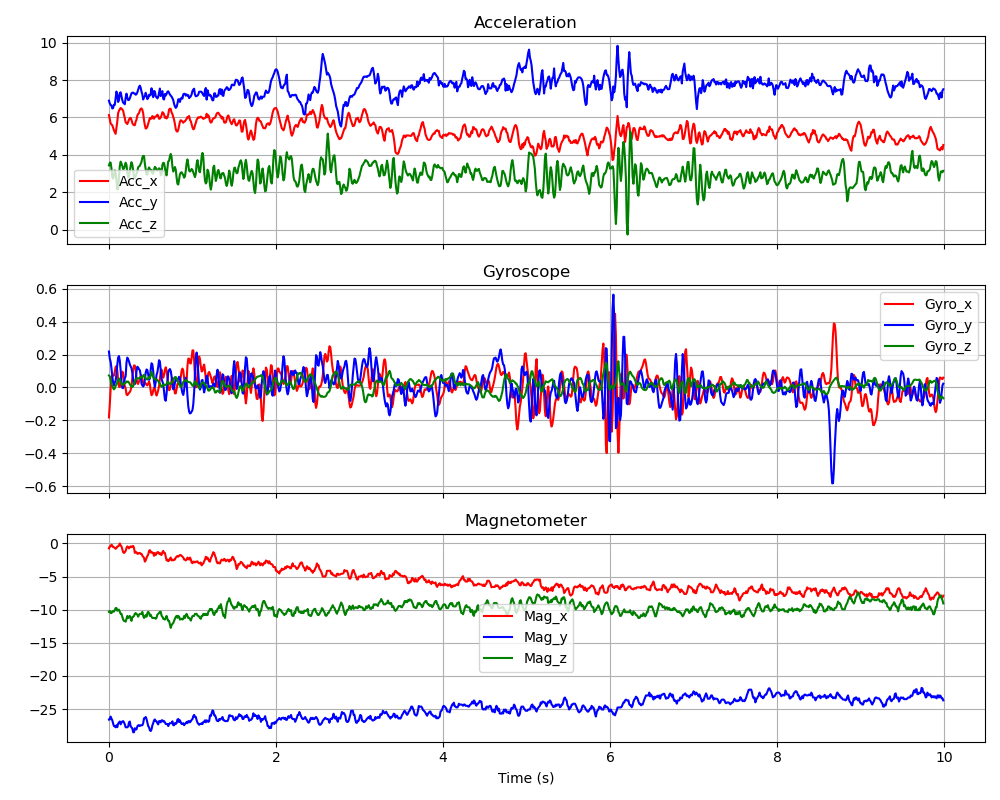 Acceleration
10
8
6
4
2
0
Acc_x
Acc_y
Acc_z
Gyroscope
0.6
0.4
0.2
0.0
−0.2
−0.4
−0.6
Gyro_x
Gyro_y
Gyro_z
Magnetometer
0
−5
−10
−15
−20
−25
Mag_x
Mag_y
Mag_z
0 2 4 6 8 10
Time (s)